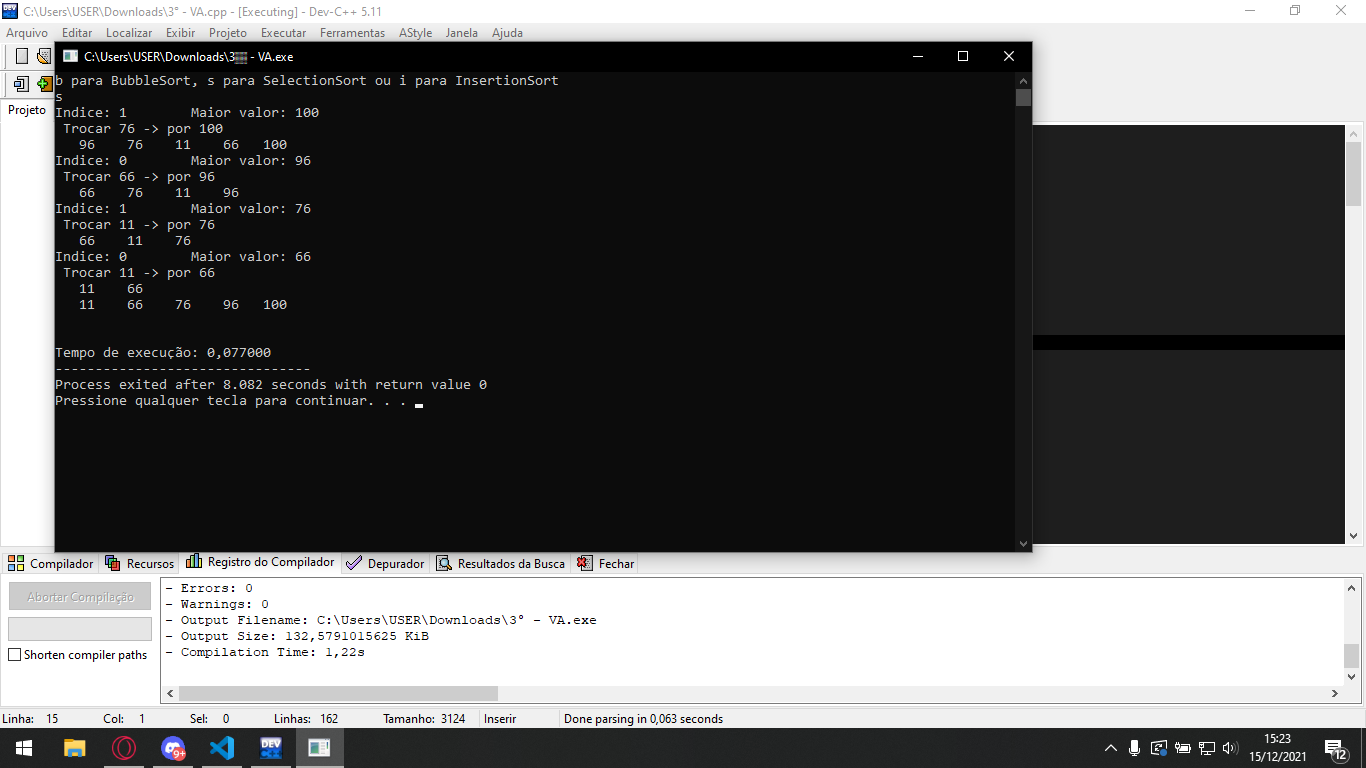 C:\Users\USER\Downloads\3° - VA.cpp - [Executing] - Dev-C++ 5.11
Arquivo Editar Localizar Exibir Projeto Executar Ferramentas AStyle Janela Ajuda
C:\Users\USER\Downloads\3 - VA.exe
Projeto
b para BubbleSort, s para SelectionSort ou i para InsertionSort
s
Indice: 1 Maior valor: 100
Trocar 76 -> por 100
96 76 11 66 100
Indice: 0 Maior valor: 96
Trocar 66 -> por 96
66 76 11 96
Indice: 1 Maior valor: 76
Trocar 11 -> por 76
66 11 76
Indice: 0 Maior valor: 66
Trocar 11 -> por 66
11 66
11 66 76 96 100
Tempo de execução: 0,077000
--------------------------------
Process exited after 8.082 seconds with return value 0
Pressione qualquer tecla para continuar. . .
Compilador Recursos Registro do Compilador Depurador Resultados da Busca Fechar
Abortar Compilação
Shorten compiler paths
- Errors: 0
- Warnings: 0
- Output Filename: C:\Users\USER\Downloads\3° - VA.exe
- Output Size: 132,5791015625 KiB
- Compilation Time: 1,22s
Linha: 15 Col: 1 Sel: 0 Linhas: 162 Tamanho: 3124 Inserir Done parsing in 0,063 seconds
DEV
9+
15:23
15/12/2021
12